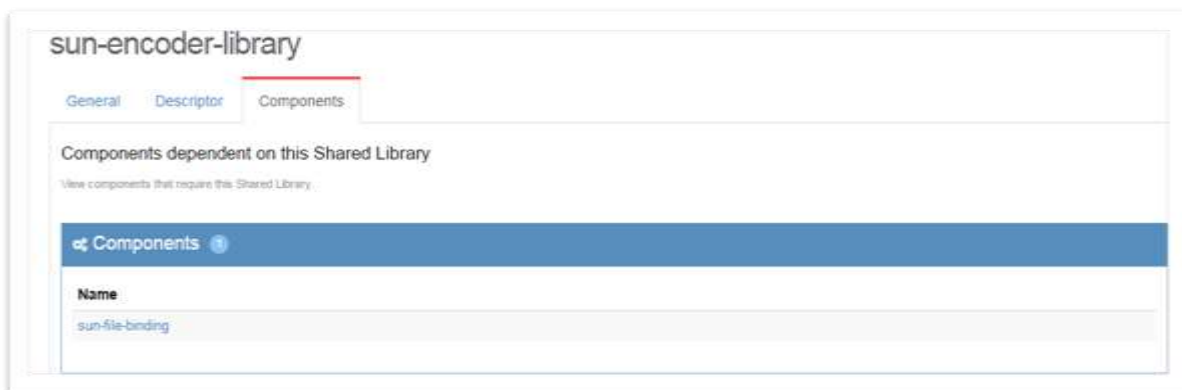 sun-encoder-library
General Descriptor Components
Components dependent on this Shared Library
View components that require this Shared Library.
Components 1
Name
sun-file-binding